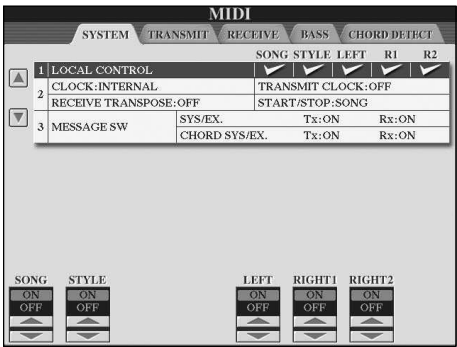 MIDI
SYSTEM TRANSMIT RECEIVE BASS CHORD DETECT
SONG STYLE LEFT R1 R2
1 LOCAL CONTROL
2 CLOCK:INTERNAL TRANSMIT CLOCK:OFF
RECEIVE TRANSPOSE:OFF START/STOP:SONG
3 MESSAGE SW SYS/EX. Tx:ON Rx:ON
CHORD SYS/EX. Tx:ON Rx:ON
SONG STYLE LEFT RIGHT1 RIGHT2
ON ON ON ON ON
OFF OFF OFF OFF OFF